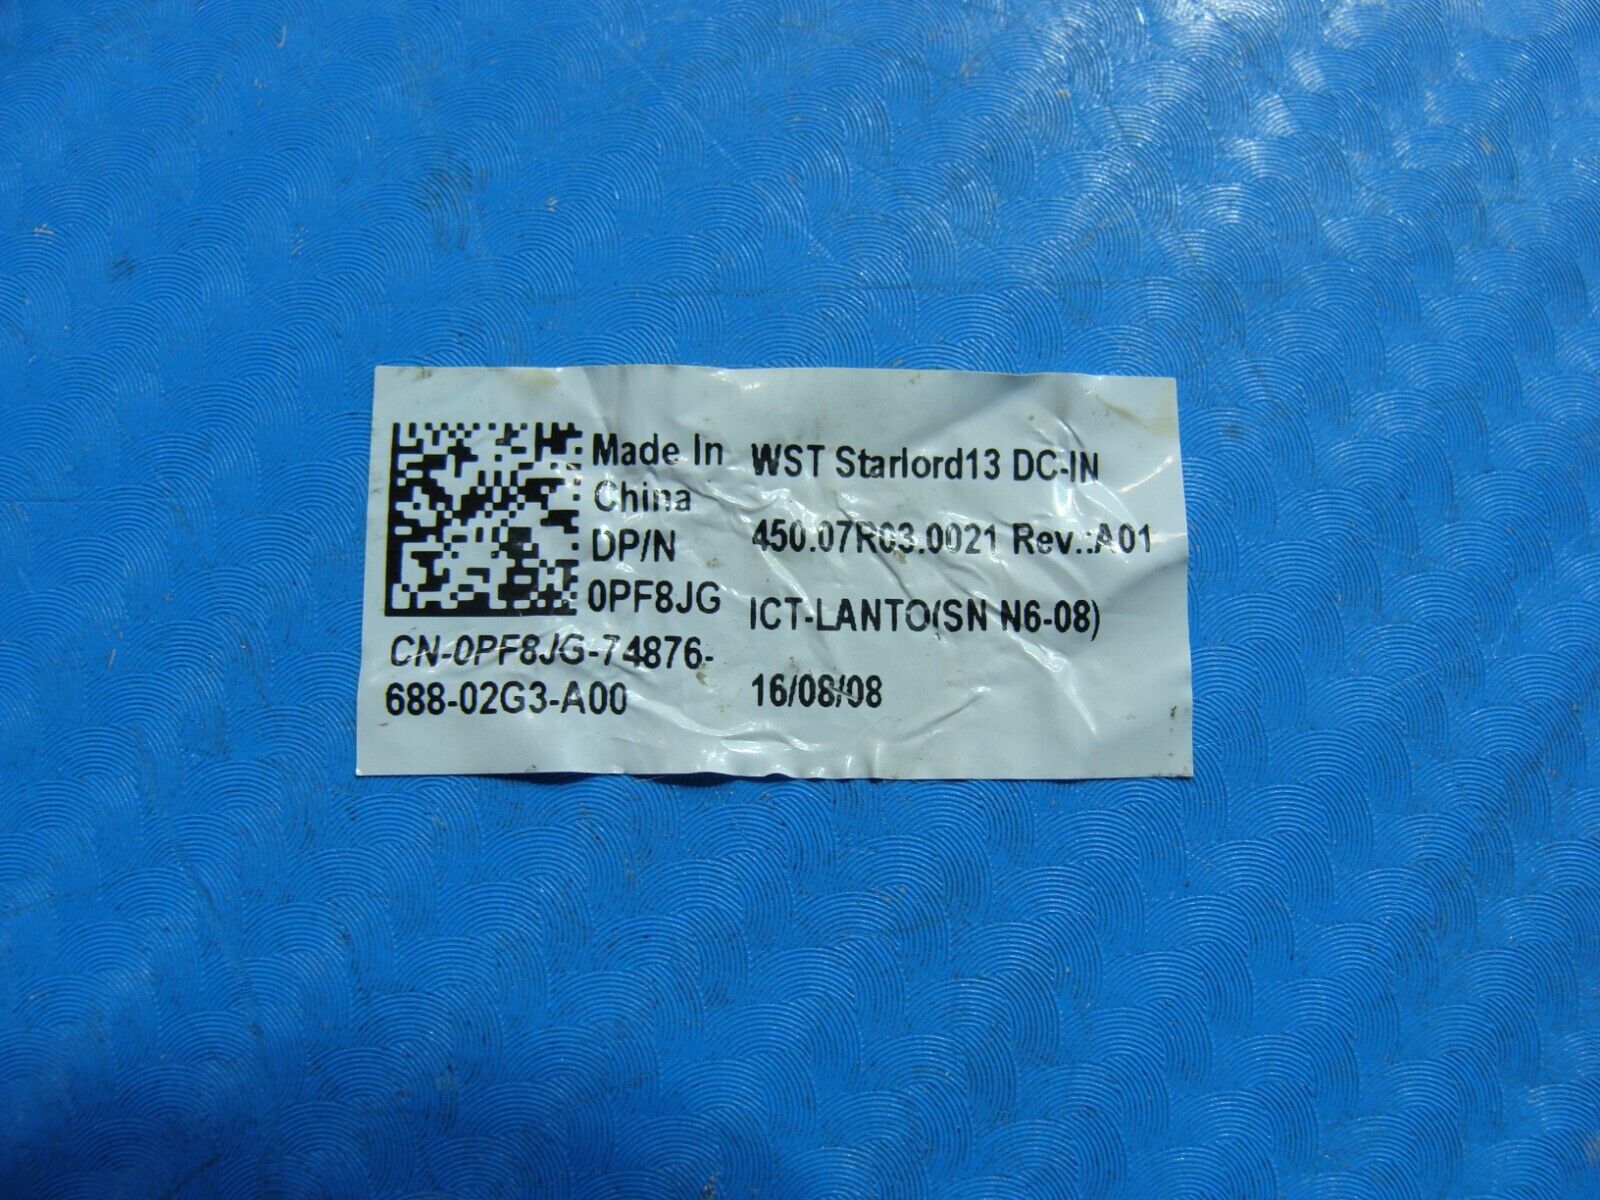 Made In
China
DP/N
0PF8JG
CN-0PF8JG-74876-
688-02G3-A00
WST Starlord13 DC-IN
450.07R03.0021 Rev.:A01
ICT-LANTO(SN N6-08)
16/08/08